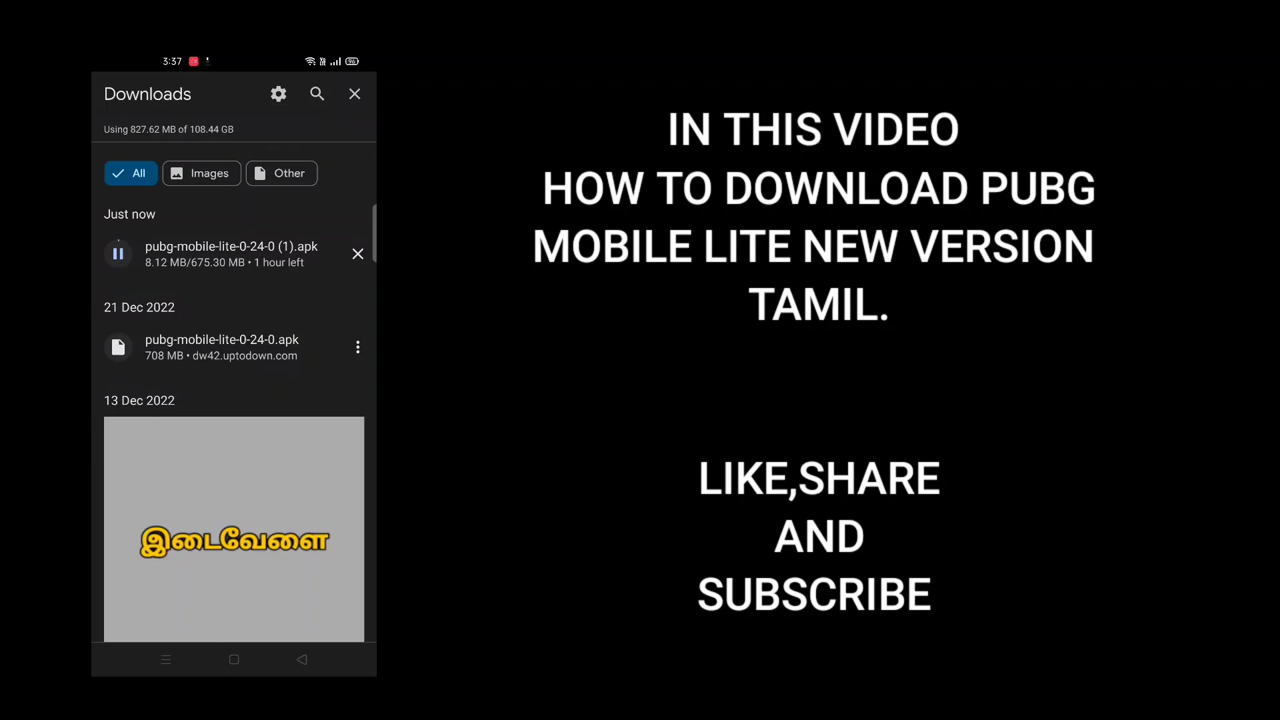 3:37
Downloads
Using 827.62 MB of 108.44 GB
All Images Other
Just now
pubg-mobile-lite-0-24-0 (1).apk
8.12 MB/675.30 MB • 1 hour left
21 Dec 2022
pubg-mobile-lite-0-24-0.apk
708 MB • dw42.uptodown.com
13 Dec 2022
இடைவேளை
IN THIS VIDEO
HOW TO DOWNLOAD PUBG
MOBILE LITE NEW VERSION
TAMIL.
LIKE,SHARE
AND
SUBSCRIBE